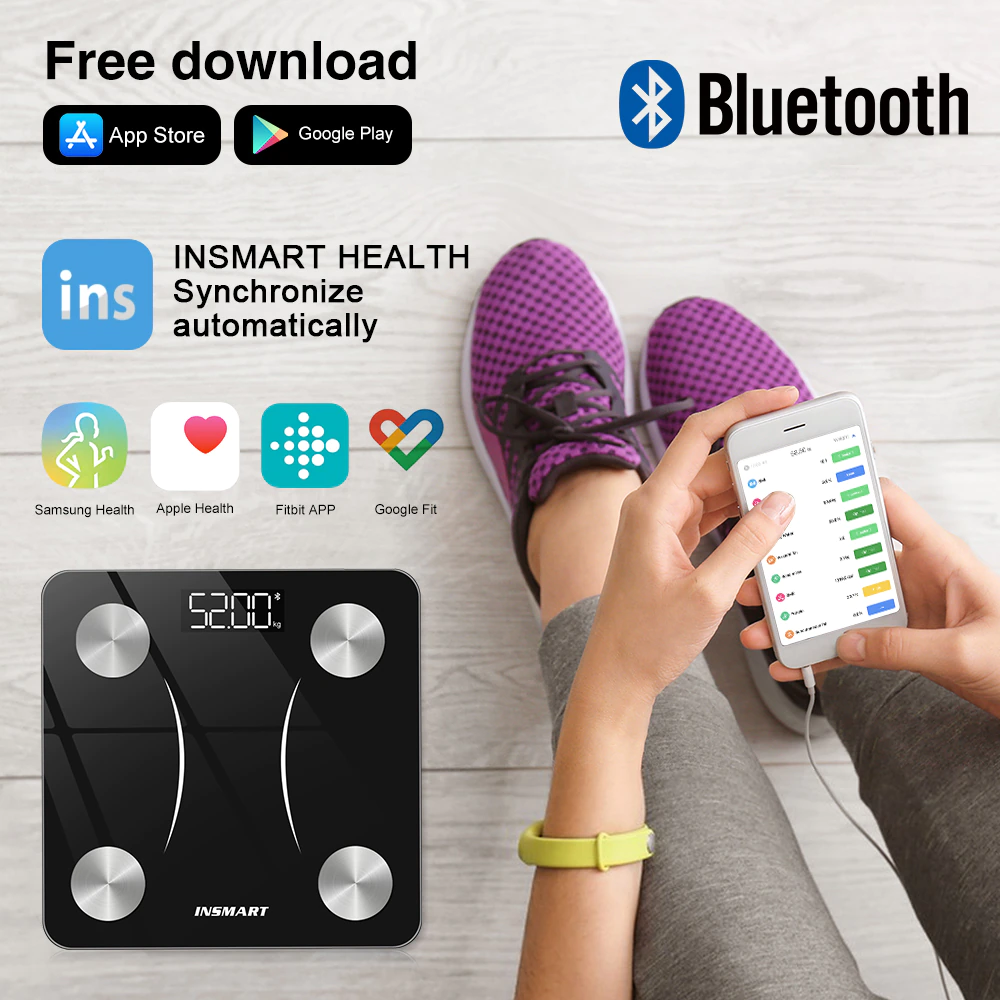 Free download
App Store
Google Play
Bluetooth
ins
INSMART HEALTH
Synchronize
automatically
Samsung Health
Apple Health
Fitbit APP
Google Fit
52.00 kg
INSMART